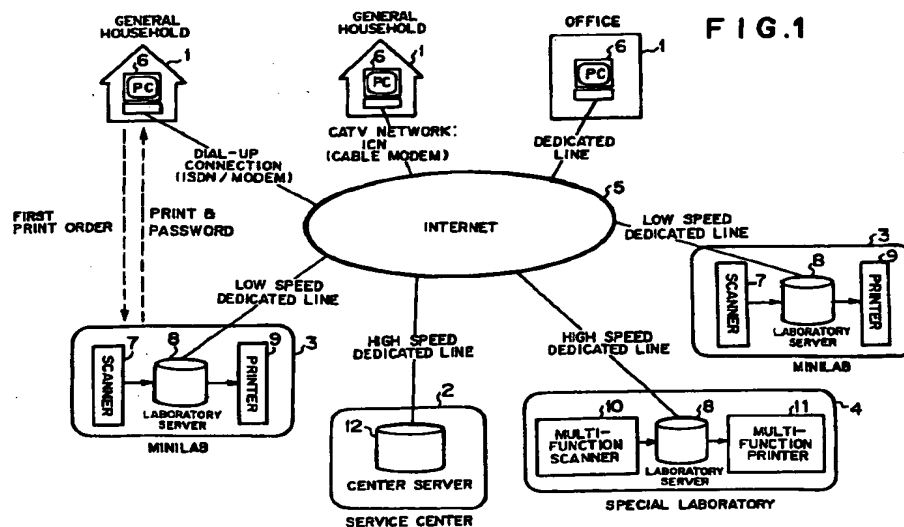 FIG.1
GENERAL
HOUSEHOLD
1
6
PC
GENERAL
HOUSEHOLD
1
6
PC
OFFICE
1
6
PC
DIAL-UP
CONNECTION
(ISDN/MODEM)
CATV NETWORK:
ICN
(CABLE MODEM)
DEDICATED
LINE
FIRST
PRINT ORDER
PRINT &
PASSWORD
INTERNET
5
LOW SPEED
DEDICATED LINE
LOW SPEED
DEDICATED LINE
HIGH SPEED
DEDICATED LINE
HIGH SPEED
DEDICATED LINE
3
7
SCANNER
8
LABORATORY
SERVER
9
PRINTER
MINILAB
3
SCANNER
7
8
LABORATORY
SERVER
9
PRINTER
MINILAB
2
12
CENTER SERVER
SERVICE CENTER
4
10
MULTI-
FUNCTION
SCANNER
8
LABORATORY
SERVER
11
MULTI-
FUNCTION
PRINTER
SPECIAL LABORATORY